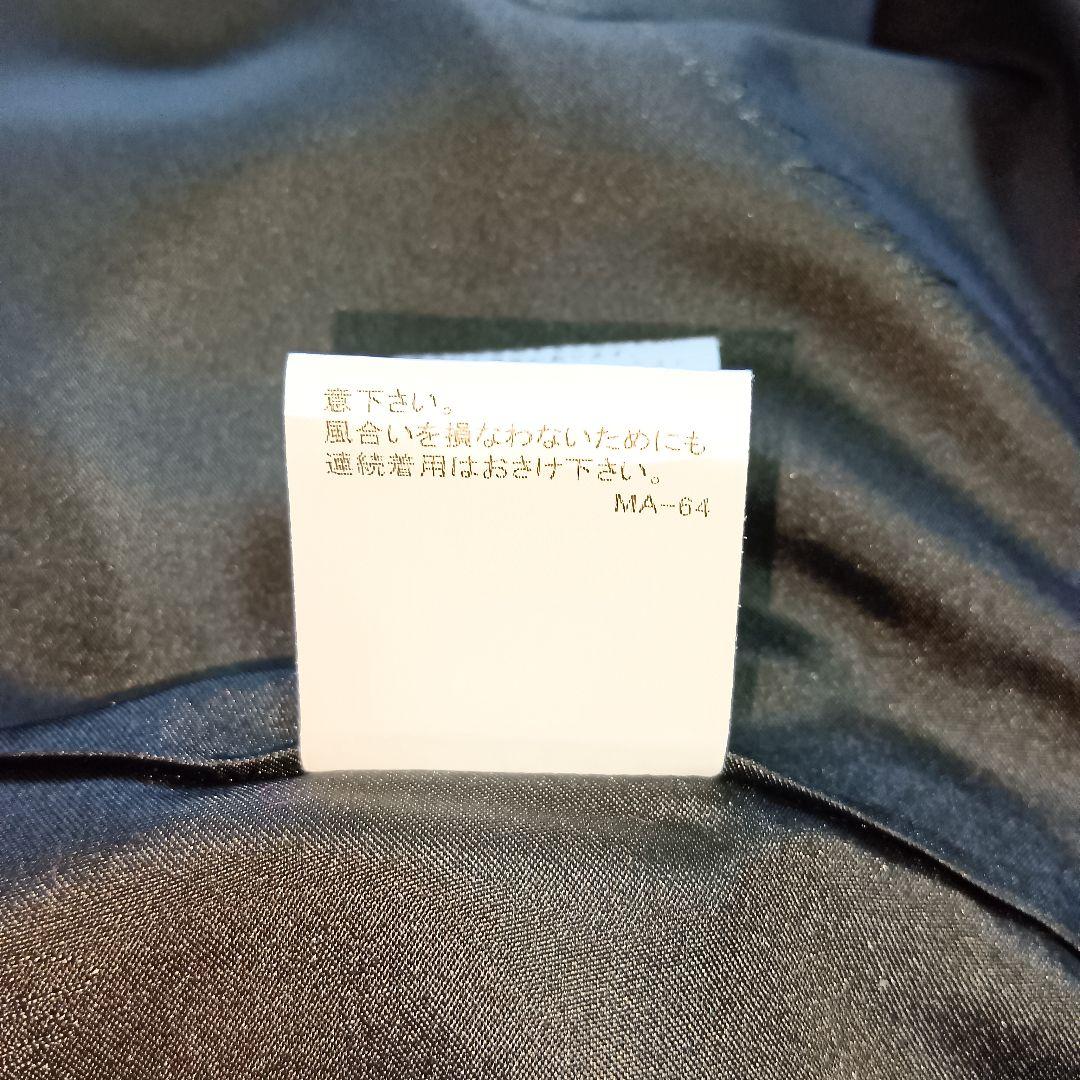 意下さい。
風合いを損なわないためにも
連続着用はおさけ下さい。
MA-64